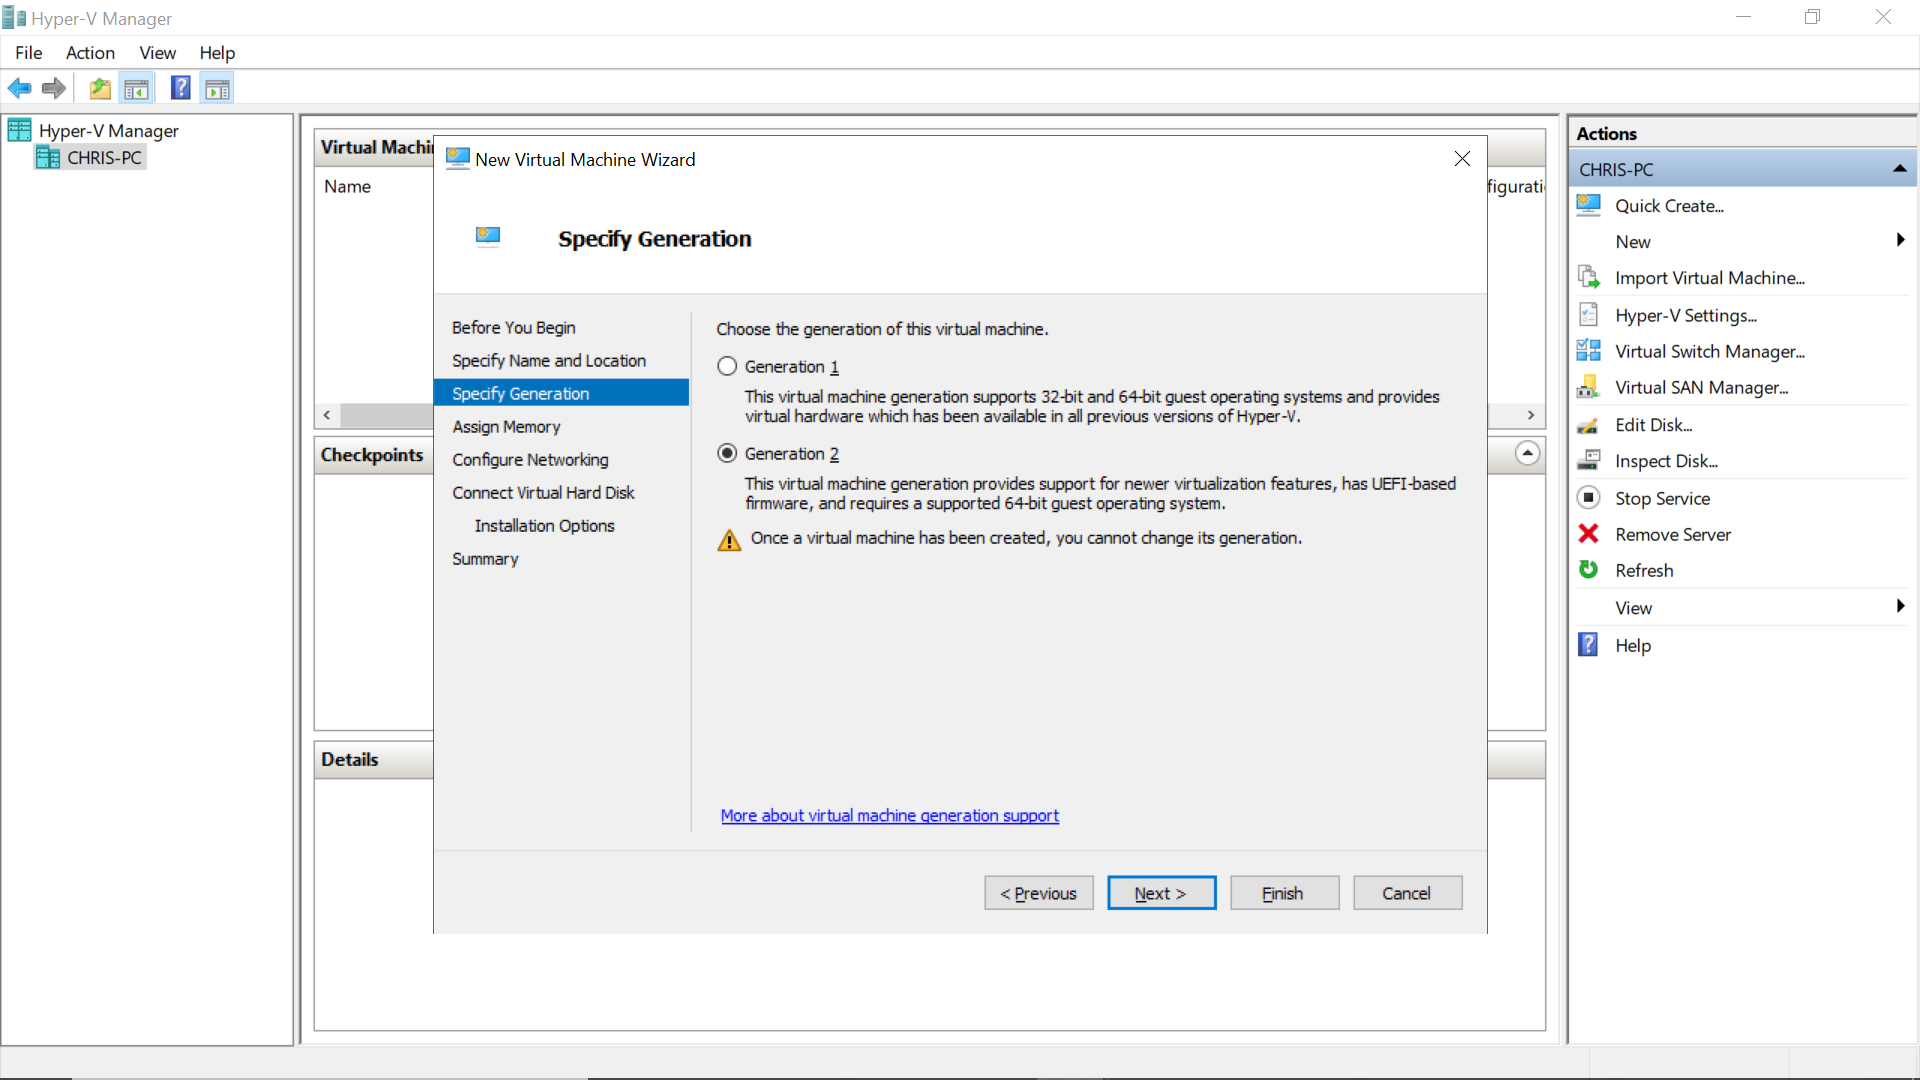 Hyper-V Manager
File Action View Help
Hyper-V Manager
CHRIS-PC
Virtual Machi
Name
figurati
Checkpoints
Details
New Virtual Machine Wizard
Specify Generation
Before You Begin
Specify Name and Location
Specify Generation
Assign Memory
Configure Networking
Connect Virtual Hard Disk
Installation Options
Summary
Choose the generation of this virtual machine.
Generation 1
This virtual machine generation supports 32-bit and 64-bit guest operating systems and provides
virtual hardware which has been available in all previous versions of Hyper-V.
Generation 2
This virtual machine generation provides support for newer virtualization features, has UEFI-based
firmware, and requires a supported 64-bit guest operating system.
Once a virtual machine has been created, you cannot change its generation.
More about virtual machine generation support
< Previous Next > Finish Cancel
Actions
CHRIS-PC
Quick Create...
New
Import Virtual Machine...
Hyper-V Settings...
Virtual Switch Manager...
Virtual SAN Manager...
Edit Disk...
Inspect Disk...
Stop Service
Remove Server
Refresh
View
Help